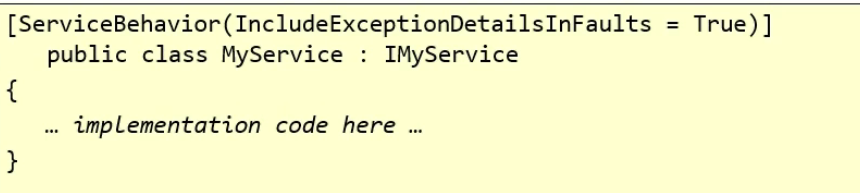 [ServiceBehavior(IncludeExceptionDetailsInFaults = True)]
public class MyService : IMyService
{
… implementation code here …
}